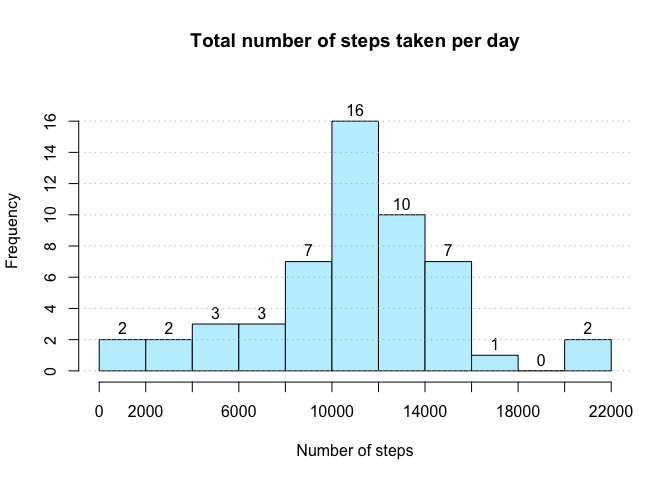 Total number of steps taken per day
Frequency
0 2 4 6 8 10 12 14 16
2 2 3 3 7 16 10 7 1 0 2
0 2000 6000 10000 14000 18000 22000
Number of steps